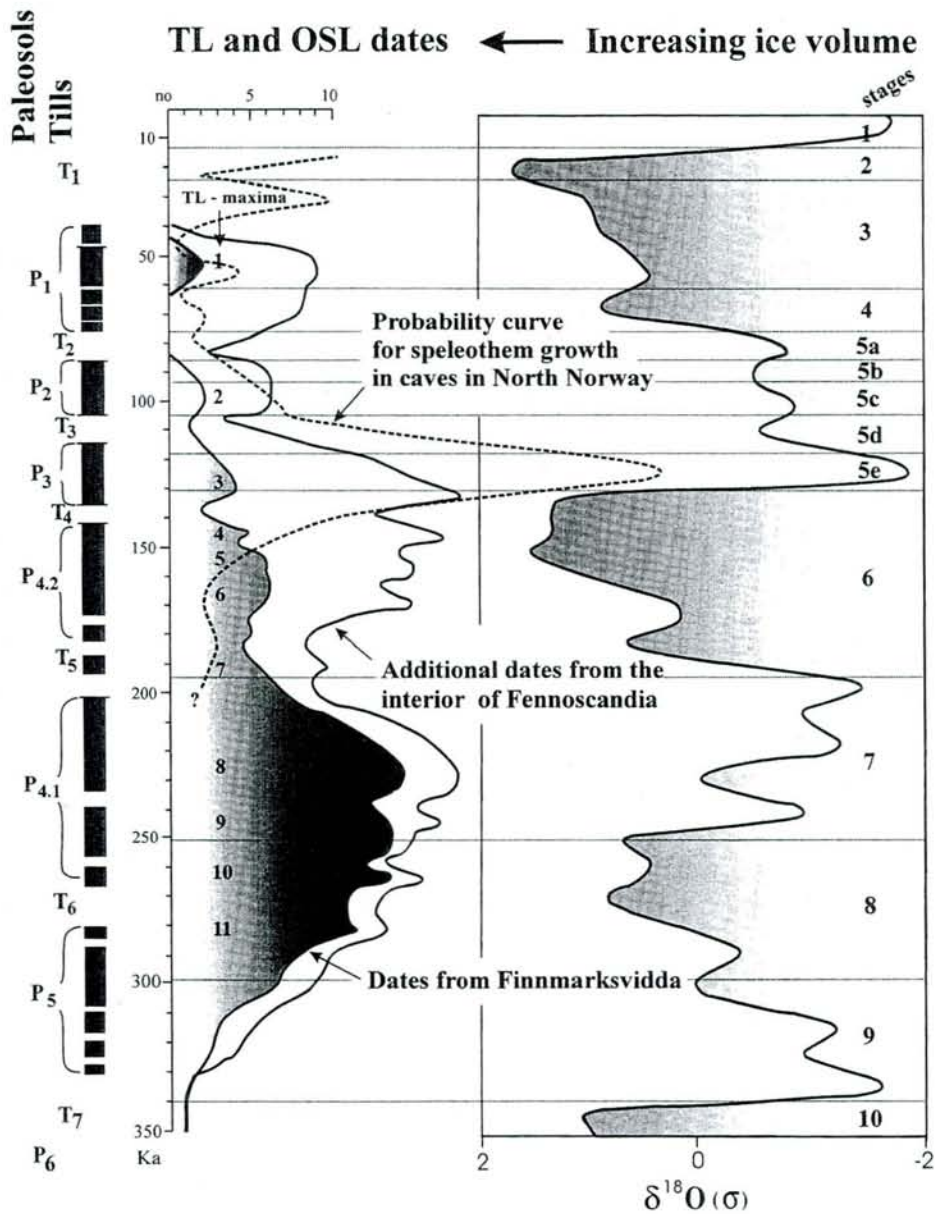 TL and OSL dates ← Increasing ice volume
Paleosols
Tills
no 5 10
stages
10
50
100
150
200
250
300
350
Ka
T1
P1
T2
P2
T3
P3
T4
P4.2
T5
P4.1
T6
P5
T7
P6
TL - maxima
1
2
3
4
5
6
7
8
9
10
11
?
Probability curve
for speleothem growth
in caves in North Norway
Additional dates from the
interior of Fennoscandia
Dates from Finnmarksvidda
1
2
3
4
5a
5b
5c
5d
5e
6
7
8
9
10
2 0 -2
δ18O (σ)